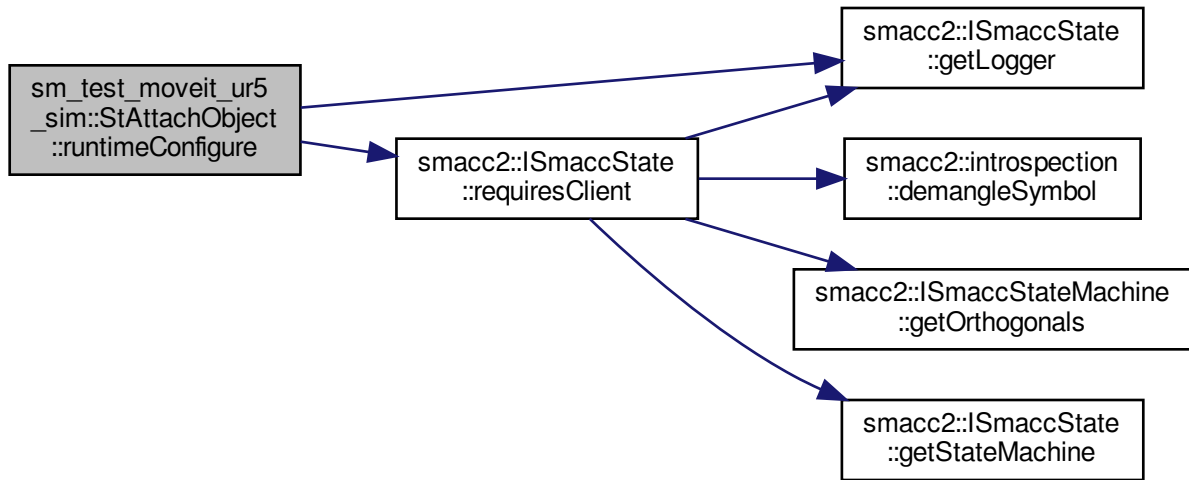 sm_test_moveit_ur5
_sim::StAttachObject
::runtimeConfigure
smacc2::ISmaccState
::requiresClient
smacc2::ISmaccState
::getLogger
smacc2::introspection
::demangleSymbol
smacc2::ISmaccStateMachine
::getOrthogonals
smacc2::ISmaccState
::getStateMachine